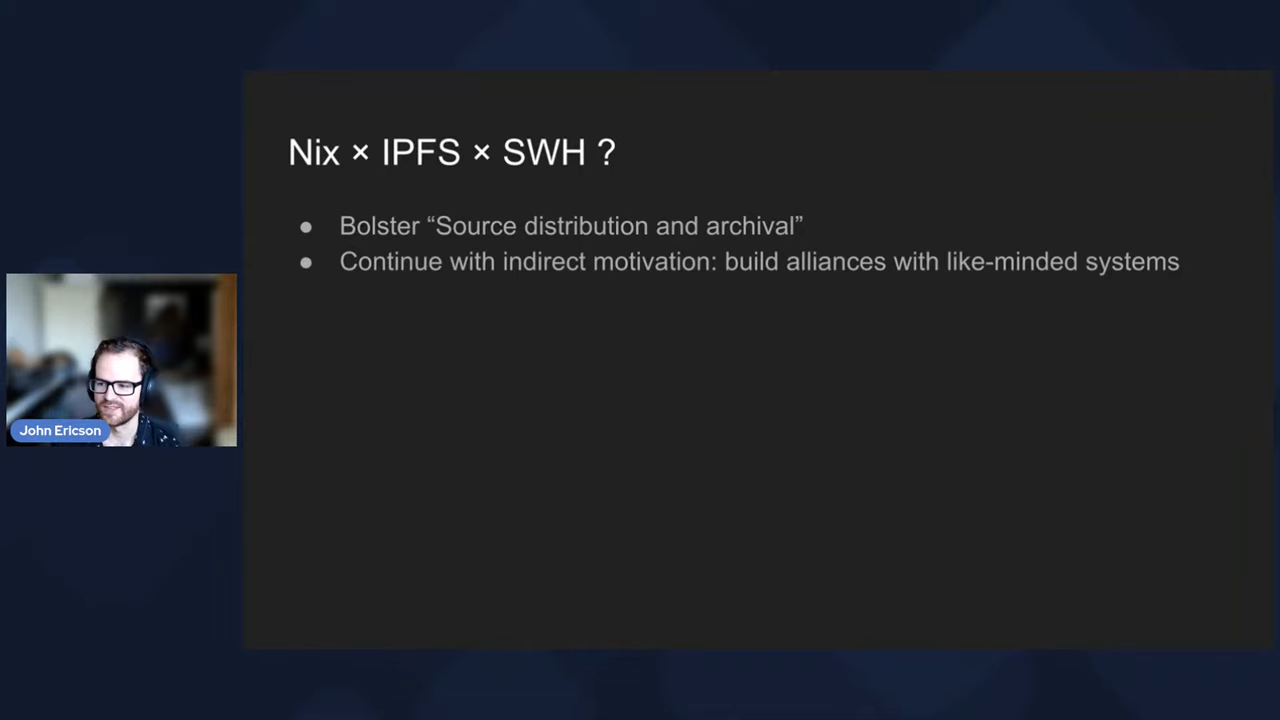 Nix × IPFS × SWH ?
● Bolster “Source distribution and archival”
● Continue with indirect motivation: build alliances with like-minded systems
John Ericson